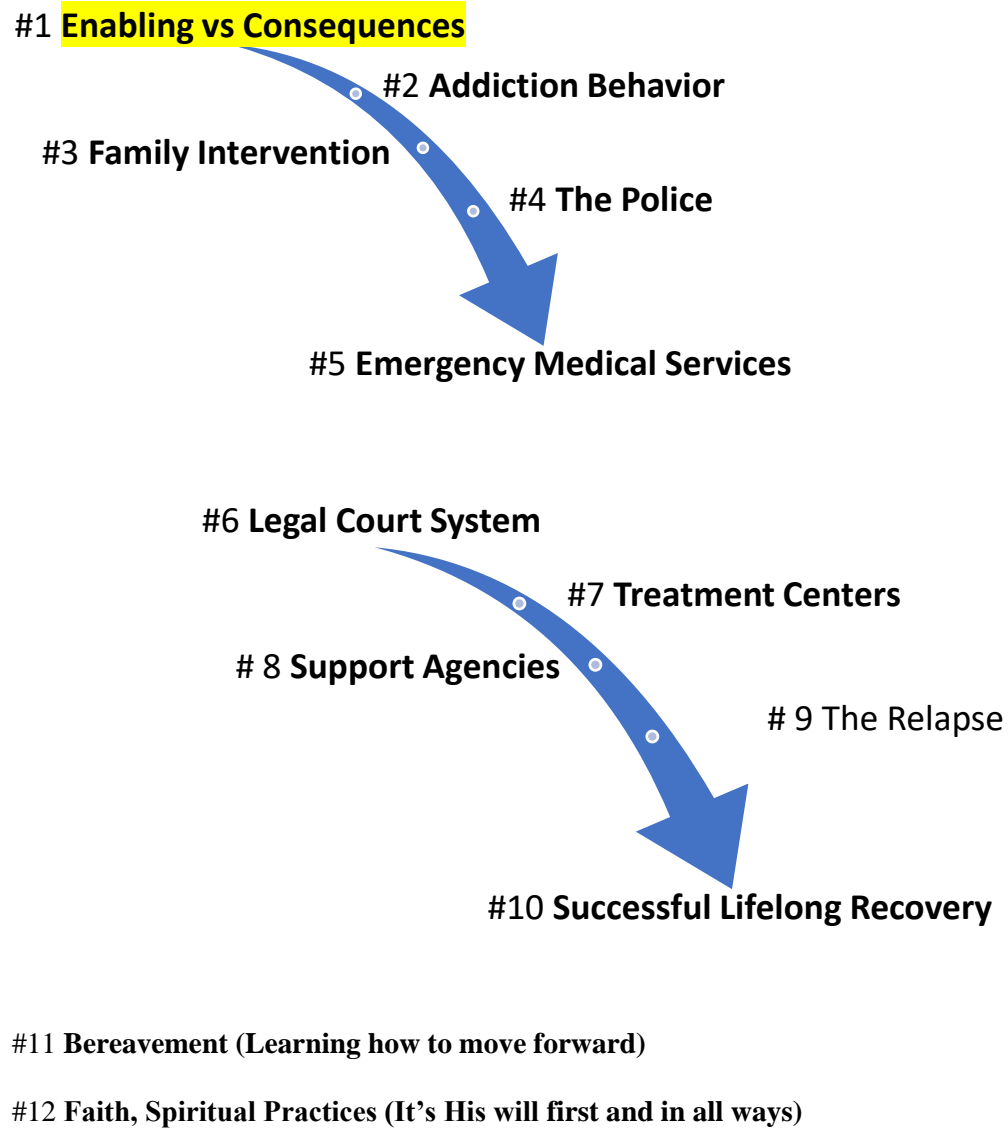 #1 Enabling vs Consequences
#2 Addiction Behavior
#3 Family Intervention
#4 The Police
#5 Emergency Medical Services
#6 Legal Court System
#7 Treatment Centers
# 8 Support Agencies
# 9 The Relapse
#10 Successful Lifelong Recovery
#11 Bereavement (Learning how to move forward)
#12 Faith, Spiritual Practices (It’s His will first and in all ways)